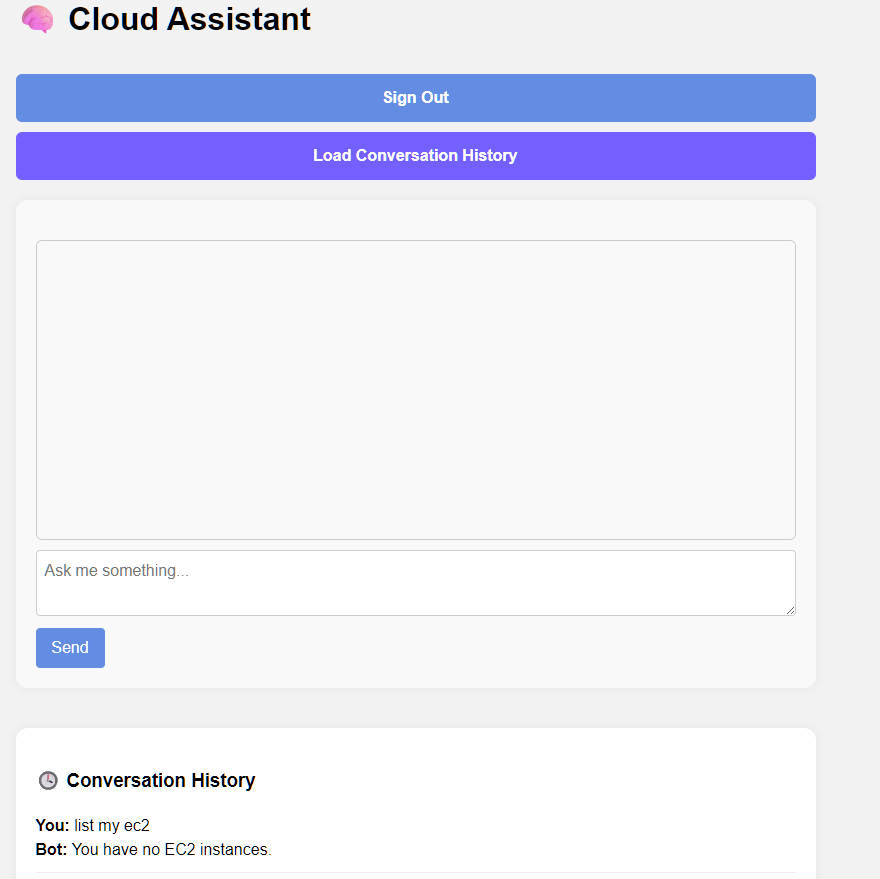 Cloud Assistant
Sign Out
Load Conversation History
Ask me something...
Send
Conversation History
You: list my ec2
Bot: You have no EC2 instances.